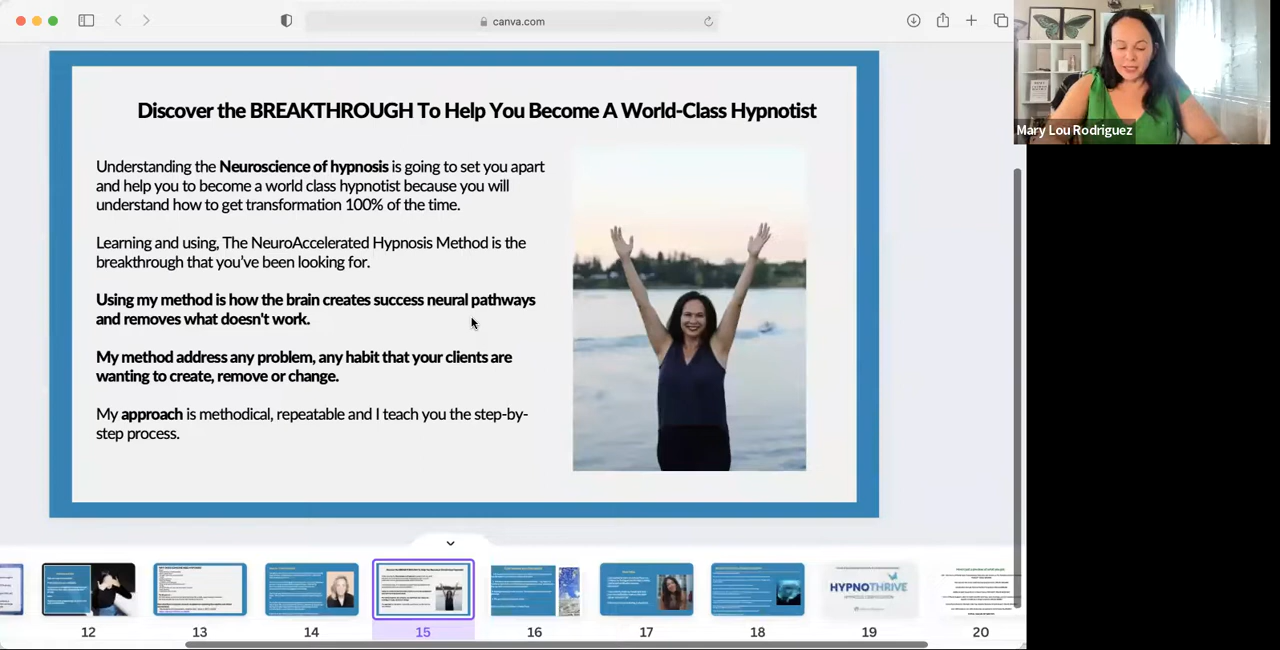 canva.com
Mary Lou Rodriguez
Discover the BREAKTHROUGH To Help You Become A World-Class Hypnotist
Understanding the Neuroscience of hypnosis is going to set you apart
and help you to become a world class hypnotist because you will
understand how to get transformation 100% of the time.
Learning and using, The NeuroAccelerated Hypnosis Method is the
breakthrough that you've been looking for.
Using my method is how the brain creates success neural pathways
and removes what doesn't work.
My method address any problem, any habit that your clients are
wanting to create, remove or change.
My approach is methodical, repeatable and I teach you the step-by-
step process.
HYPNOTHRIVE
12
13
14
15
16
17
18
19
20